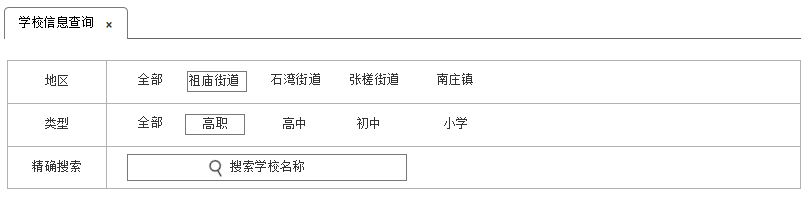 学校信息查询 ×
地区 全部 祖庙街道 石湾街道 张槎街道 南庄镇
类型 全部 高职 高中 初中 小学
精确搜索 搜索学校名称